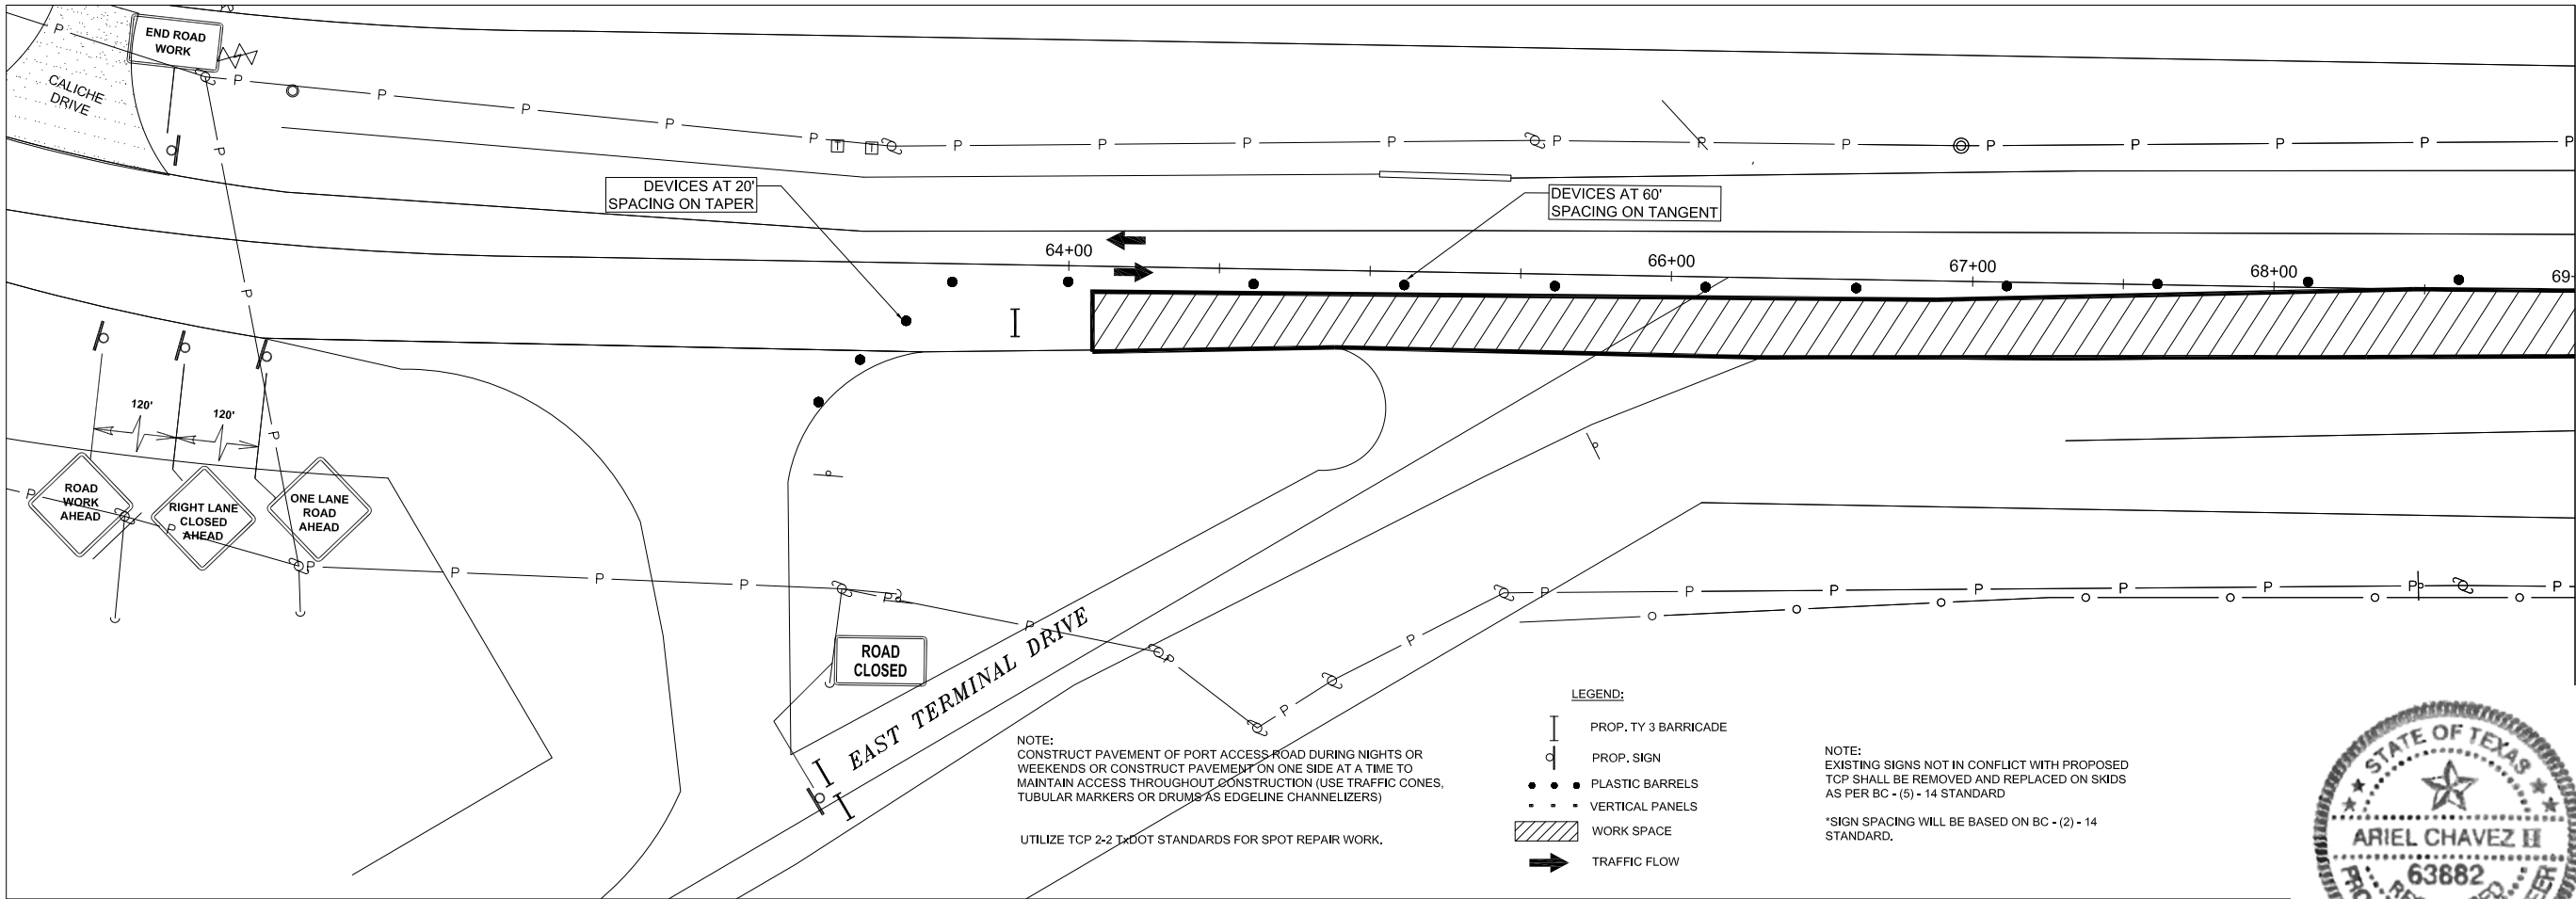 END ROAD
WORK
CALICHE
DRIVE
DEVICES AT 20'
SPACING ON TAPER
DEVICES AT 60'
SPACING ON TANGENT
64+00
66+00
67+00
68+00
69
120'
120'
ROAD
WORK
AHEAD
RIGHT LANE
CLOSED
AHEAD
ONE LANE
ROAD
AHEAD
ROAD
CLOSED
EAST TERMINAL DRIVE
NOTE:
CONSTRUCT PAVEMENT OF PORT ACCESS ROAD DURING NIGHTS OR
WEEKENDS OR CONSTRUCT PAVEMENT ON ONE SIDE AT A TIME TO
MAINTAIN ACCESS THROUGHOUT CONSTRUCTION (USE TRAFFIC CONES,
TUBULAR MARKERS OR DRUMS AS EDGELINE CHANNELIZERS)
UTILIZE TCP 2-2 TxDOT STANDARDS FOR SPOT REPAIR WORK.
LEGEND:
PROP. TY 3 BARRICADE
PROP. SIGN
PLASTIC BARRELS
VERTICAL PANELS
WORK SPACE
TRAFFIC FLOW
NOTE:
EXISTING SIGNS NOT IN CONFLICT WITH PROPOSED
TCP SHALL BE REMOVED AND REPLACED ON SKIDS
AS PER BC - (5) - 14 STANDARD
*SIGN SPACING WILL BE BASED ON BC - (2) - 14
STANDARD.
STATE OF TEXAS
ARIEL CHAVEZ II
63882